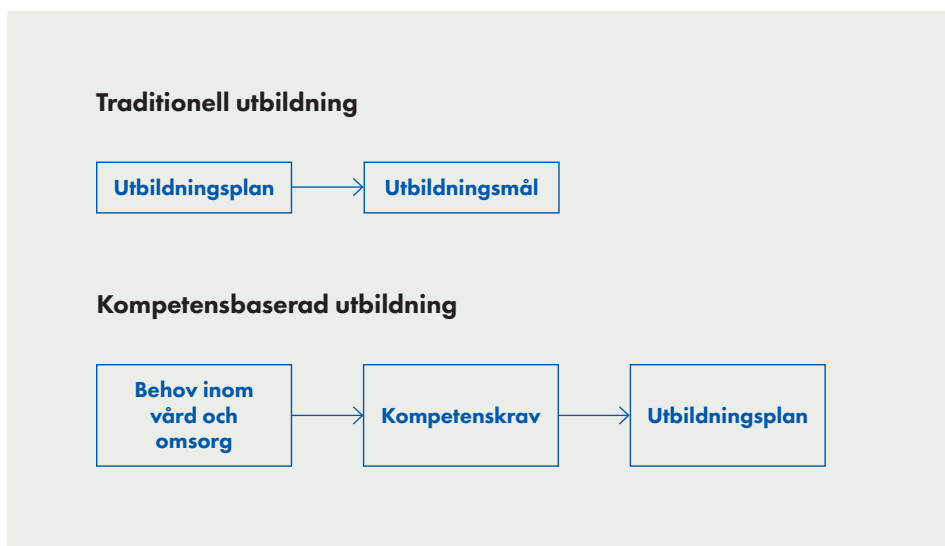 Traditionell utbildning
Utbildningsplan
Utbildningsmål
Kompetensbaserad utbildning
Behov inom
vård och
omsorg
Kompetenskrav
Utbildningsplan